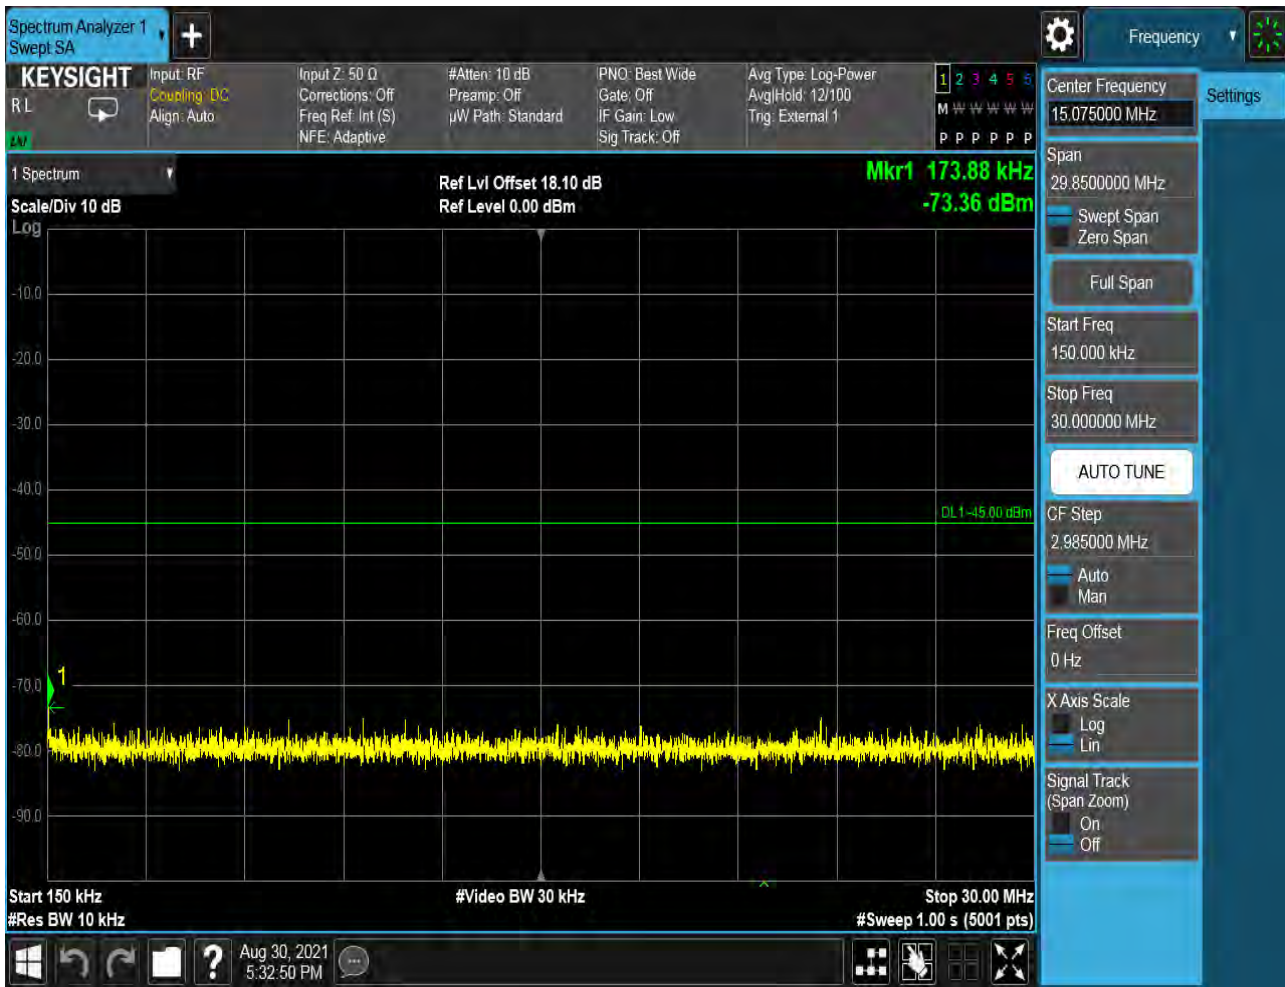 Spectrum Analyzer 1
Swept SA
Frequency
KEYSIGHT
R L
LXI
Input: RF
Coupling: DC
Align: Auto
Input Z: 50 Ω
Corrections: Off
Freq Ref: Int (S)
NFE: Adaptive
#Atten: 10 dB
Preamp: Off
µW Path: Standard
PNO: Best Wide
Gate: Off
IF Gain: Low
Sig Track: Off
Avg Type: Log-Power
Avg|Hold: 12/100
Trig: External 1
1 2 3 4 5 6
M W W W W W
P P P P P P
1 Spectrum
Scale/Div 10 dB
Log
Ref Lvl Offset 18.10 dB
Ref Level 0.00 dBm
Mkr1 173.88 kHz
-73.36 dBm
-10.0
-20.0
-30.0
-40.0
DL1 -45.00 dBm
-50.0
-60.0
1
-70.0
-80.0
-90.0
Start 150 kHz
#Video BW 30 kHz
Stop 30.00 MHz
#Res BW 10 kHz
#Sweep 1.00 s (5001 pts)
Aug 30, 2021
5:32:50 PM
Center Frequency
15.075000 MHz
Settings
Span
29.8500000 MHz
Swept Span
Zero Span
Full Span
Start Freq
150.000 kHz
Stop Freq
30.000000 MHz
AUTO TUNE
CF Step
2.985000 MHz
Auto
Man
Freq Offset
0 Hz
X Axis Scale
Log
Lin
Signal Track
(Span Zoom)
On
Off